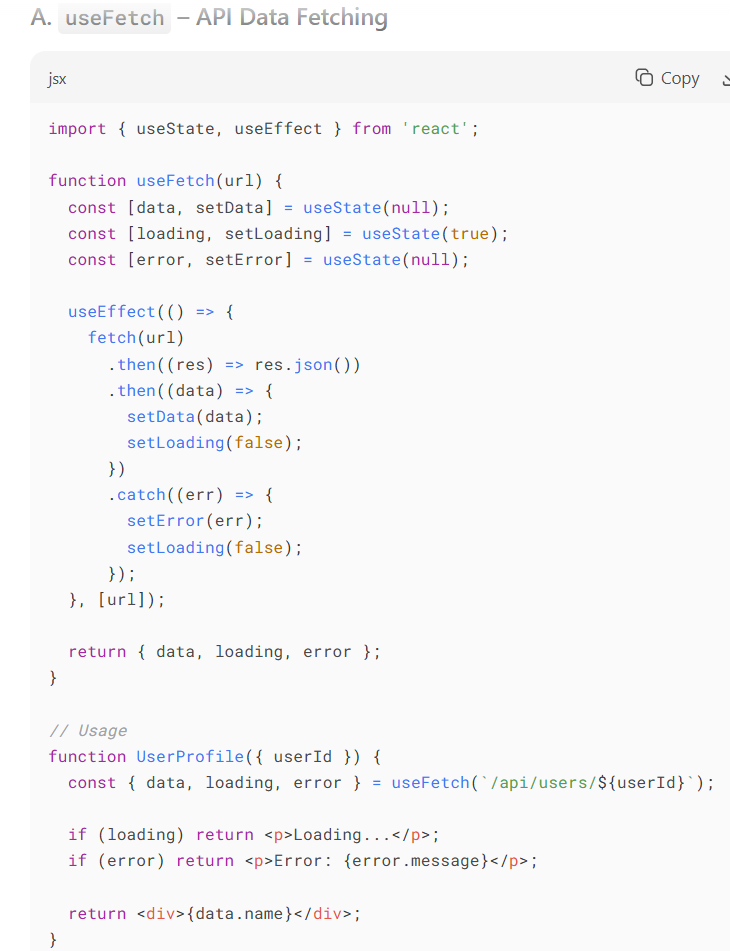 A. useFetch – API Data Fetching
jsx
Copy
import { useState, useEffect } from 'react';
function useFetch(url) {
  const [data, setData] = useState(null);
  const [loading, setLoading] = useState(true);
  const [error, setError] = useState(null);
  useEffect(() => {
    fetch(url)
      .then((res) => res.json())
      .then((data) => {
        setData(data);
        setLoading(false);
      })
      .catch((err) => {
        setError(err);
        setLoading(false);
      });
  }, [url]);
  return { data, loading, error };
}
// Usage
function UserProfile({ userId }) {
  const { data, loading, error } = useFetch(`/api/users/${userId}`);
  if (loading) return <p>Loading...</p>;
  if (error) return <p>Error: {error.message}</p>;
  return <div>{data.name}</div>;
}